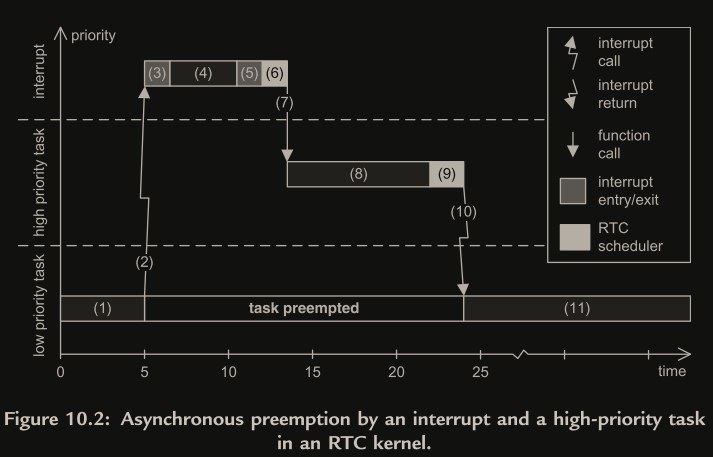 priority
interrupt
high priority task
low priority task
(3)
(4)
(5)
(6)
(7)
(8)
(9)
(10)
(2)
(1)
task preempted
(11)
0
5
10
15
20
25
time
interrupt
call
interrupt
return
function
call
interrupt
entry/exit
RTC
scheduler
Figure 10.2: Asynchronous preemption by an interrupt and a high-priority task
in an RTC kernel.